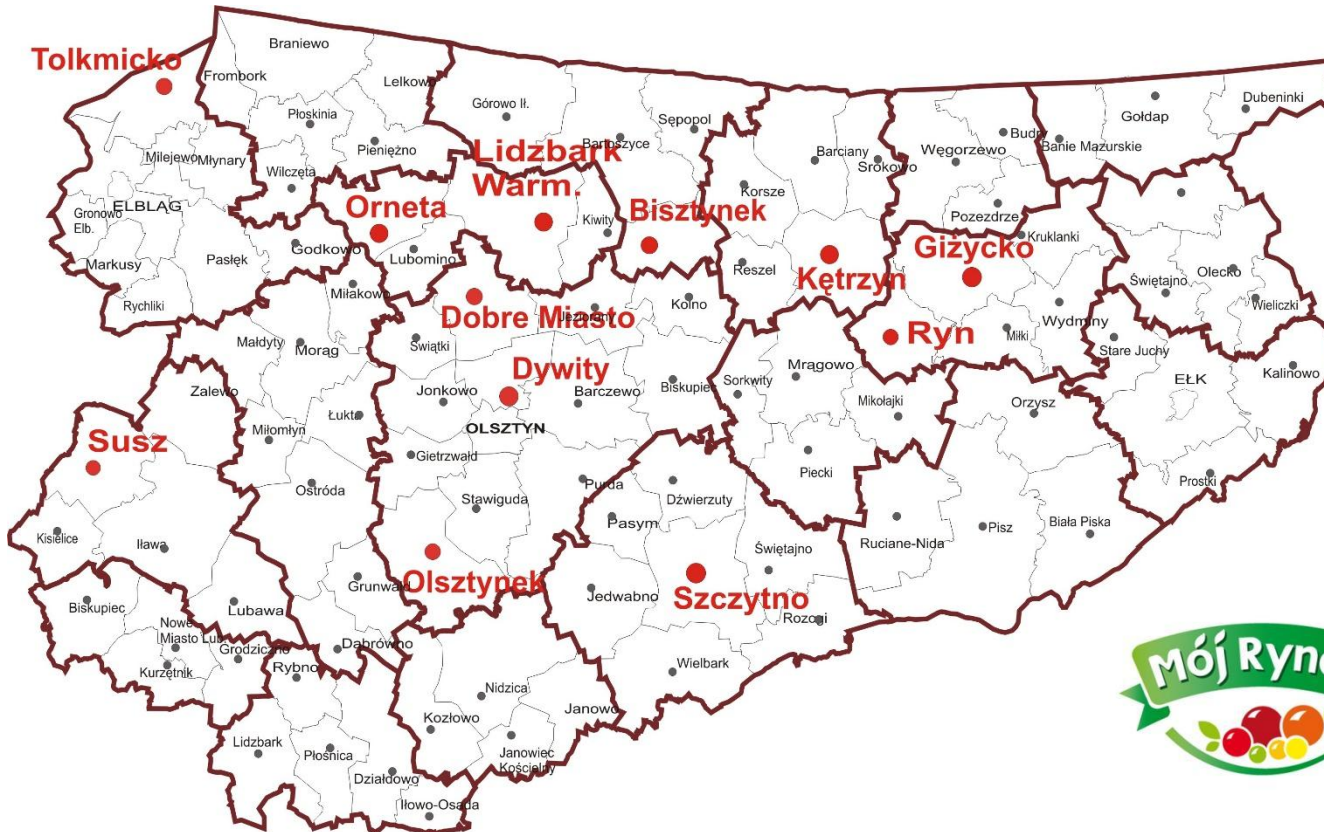 Braniewo
Tolkmicko
Frombork
Lelkowo
Górowo Ił.
Gołdap
Dubeninki
Płoskinia
Sępopol
Budry
Banie Mazurskie
Bartoszyce
Węgorzewo
Milejewo
Młynary
Pieniężno
Lidzbark
Warm.
Barciany
Srokowo
Wilczęta
Korsze
ELBLĄG
Gronowo
Elb.
Orneta
Bisztynek
Kiwity
Pozezdrze
Kruklanki
Giżycko
Godkowo
Lubomino
Pasłęk
Markusy
Reszel
Kętrzyn
Olecko
Świętajno
Rychliki
Miłakowo
Kolno
Wieliczki
Dobre Miasto
Jeziorany
Ryn
Miłki
Wydminy
Małdyty
Morąg
Świątki
Stare Juchy
Mrągowo
Dywity
Zalewo
Jonkowo
Barczewo
Biskupiec
Sorkwity
EŁK
Kalinowo
Mikołajki
Orzysz
Łukta
Miłomłyn
OLSZTYN
Susz
Gietrzwałd
Piecki
Ostróda
Stawiguda
Purda
Dźwierzuty
Prostki
Pasym
Kisielice
Iława
Ruciane-Nida
Pisz
Biała Piska
Świętajno
Olsztynek
Grunwald
Szczytno
Jedwabno
Biskupiec
Lubawa
Rozogi
Nowe
Miasto Lub.
Dąbrówno
Grodziczno
Kurzętnik
Rybno
Wielbark
Mój Ryne
Nidzica
Kozłowo
Janowo
Lidzbark
Płośnica
Janowiec
Kościelny
Działdowo
Iłowo-Osada